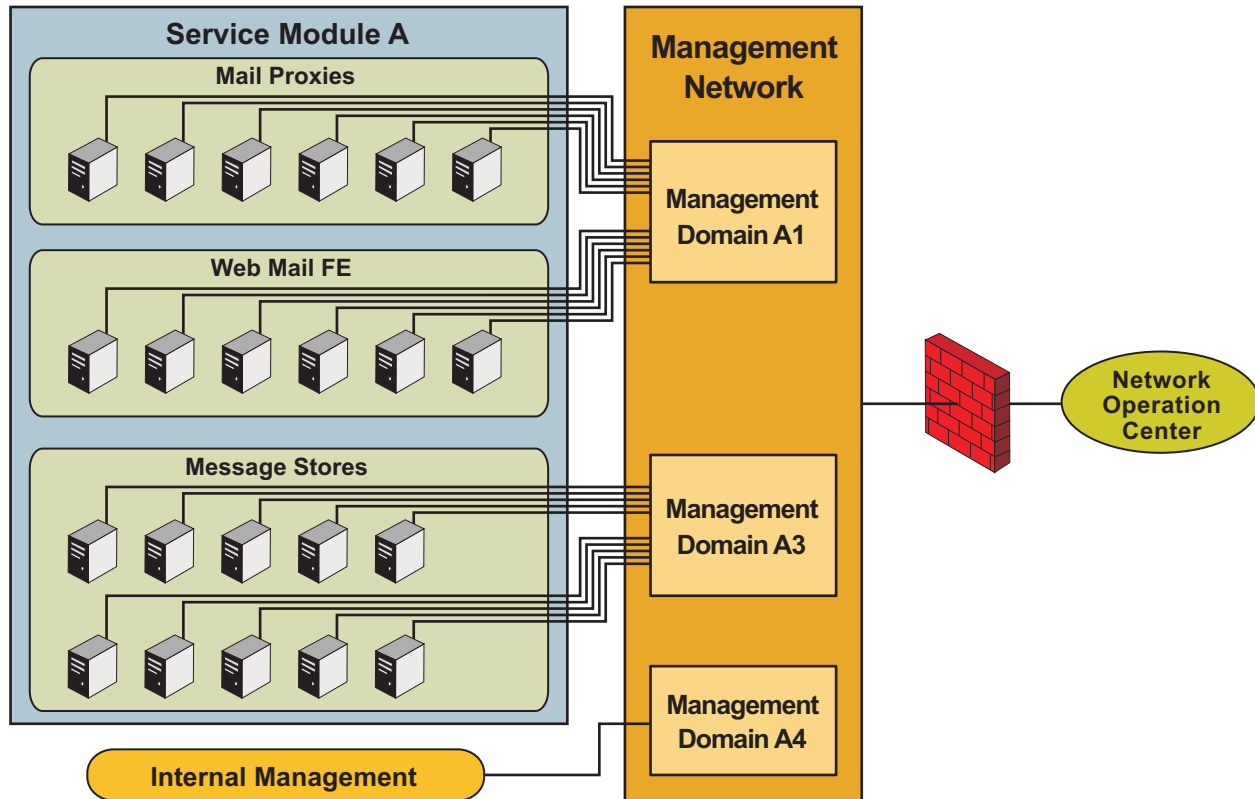 Service Module A
Mail Proxies
Web Mail FE
Message Stores
Internal Management
Management
Network
Management
Domain A1
Management
Domain A3
Management
Domain A4
Network
Operation
Center